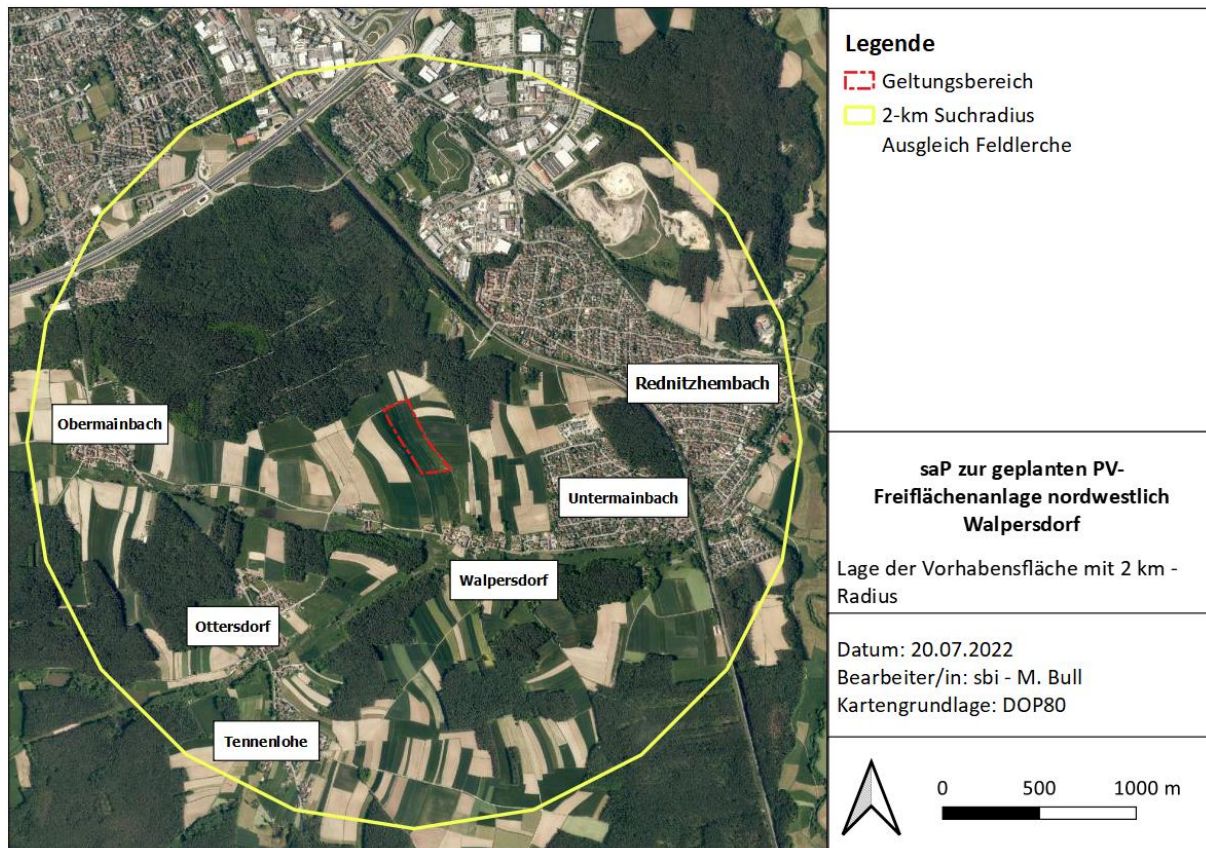 Legende
Geltungsbereich
2-km Suchradius
Ausgleich Feldlerche
Rednitzhembach
Obermainbach
Untermainbach
Walpersdorf
Ottersdorf
Tennenlohe
saP zur geplanten PV-
Freiflächenanlage nordwestlich
Walpersdorf
Lage der Vorhabensfläche mit 2 km -
Radius
Datum: 20.07.2022
Bearbeiter/in: sbi - M. Bull
Kartengrundlage: DOP80
0 500 1000 m